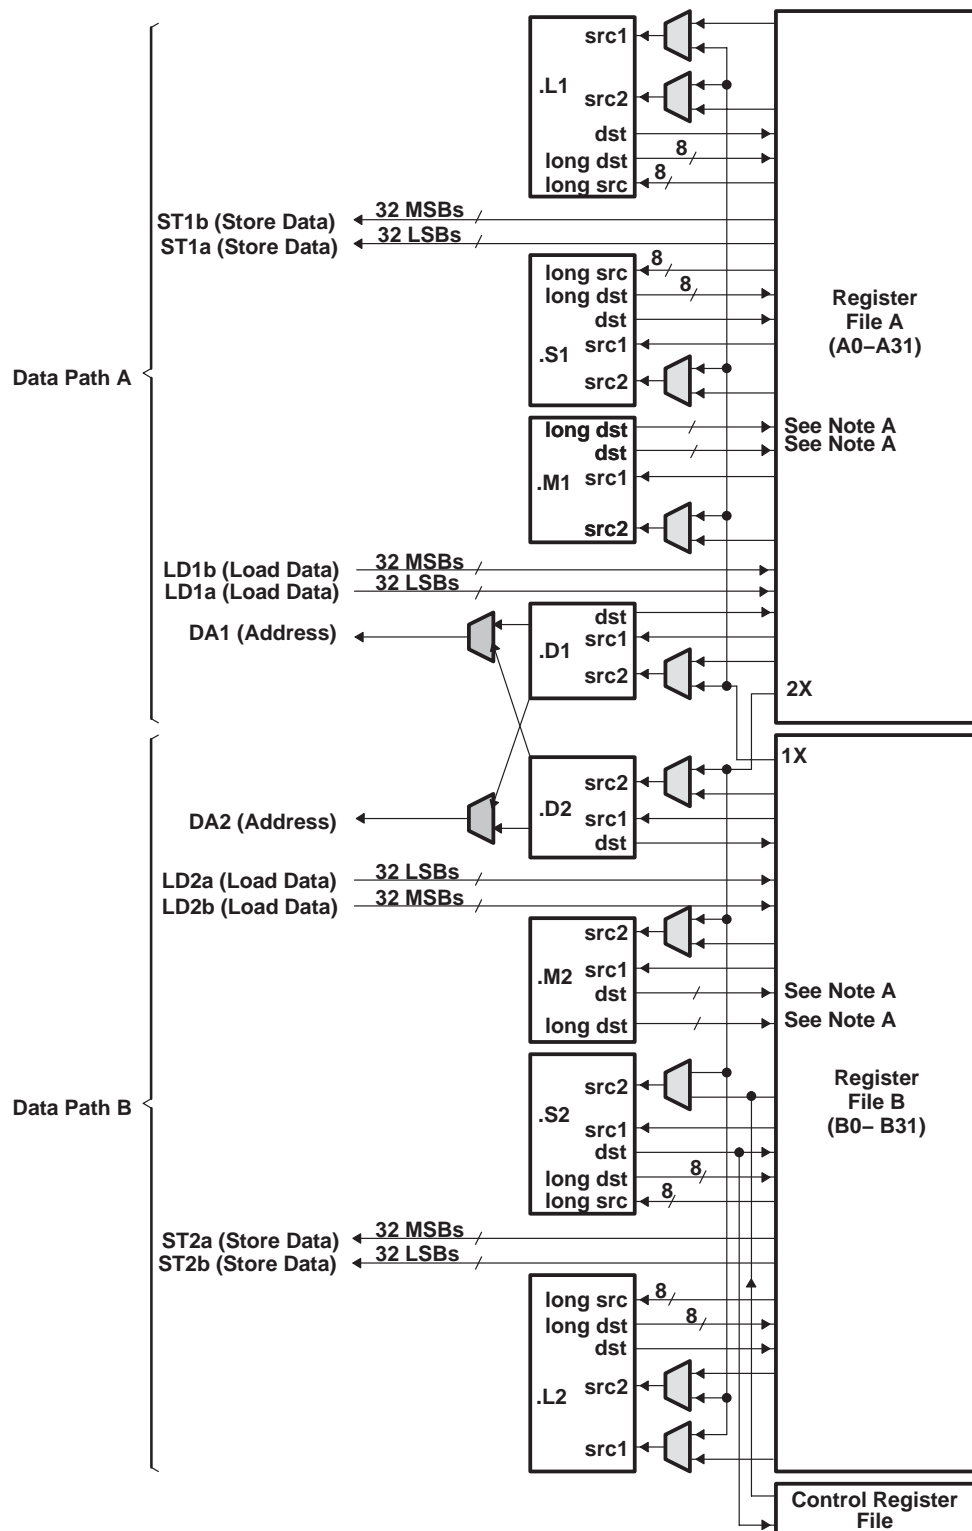 src1
.L1
src2
dst
8
long dst
8
long src
32 MSBs
ST1b (Store Data)
32 LSBs
ST1a (Store Data)
8
long src
8
long dst
dst
src1
.S1
src2
Register
File A
(A0–A31)
Data Path A
long dst
See Note A
dst
See Note A
.M1
src1
src2
32 MSBs
LD1b (Load Data)
32 LSBs
LD1a (Load Data)
dst
DA1 (Address)
src1
.D1
src2
2X
1X
src2
.D2
src1
DA2 (Address)
dst
32 LSBs
LD2a (Load Data)
32 MSBs
LD2b (Load Data)
src2
src1
.M2
dst
See Note A
long dst
See Note A
src2
.S2
src1
dst
8
long dst
8
long src
Register
File B
(B0– B31)
Data Path B
32 MSBs
ST2a (Store Data)
32 LSBs
ST2b (Store Data)
8
long src
8
long dst
dst
src2
.L2
src1
Control Register
File